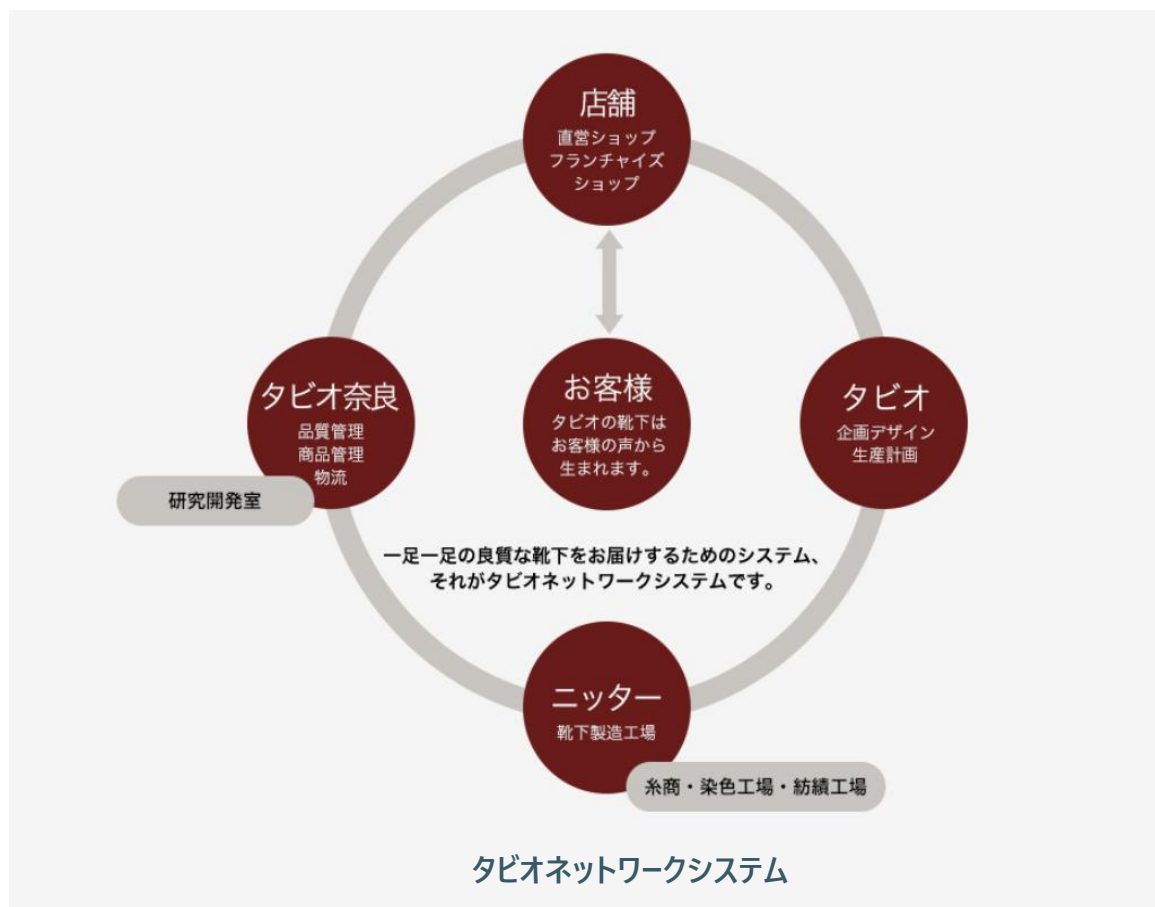 店舗
直営ショップ
フランチャイズ
ショップ
タビオ奈良
品質管理
商品管理
物流
研究開発室
お客様
タビオの靴下は
お客様の声から
生まれます。
タビオ
企画デザイン
生産計画
一足一足の良質な靴下をお届けするためのシステム、
それがタビオネットワークシステムです。
ニッター
靴下製造工場
糸商・染色工場・紡績工場
タビオネットワークシステム